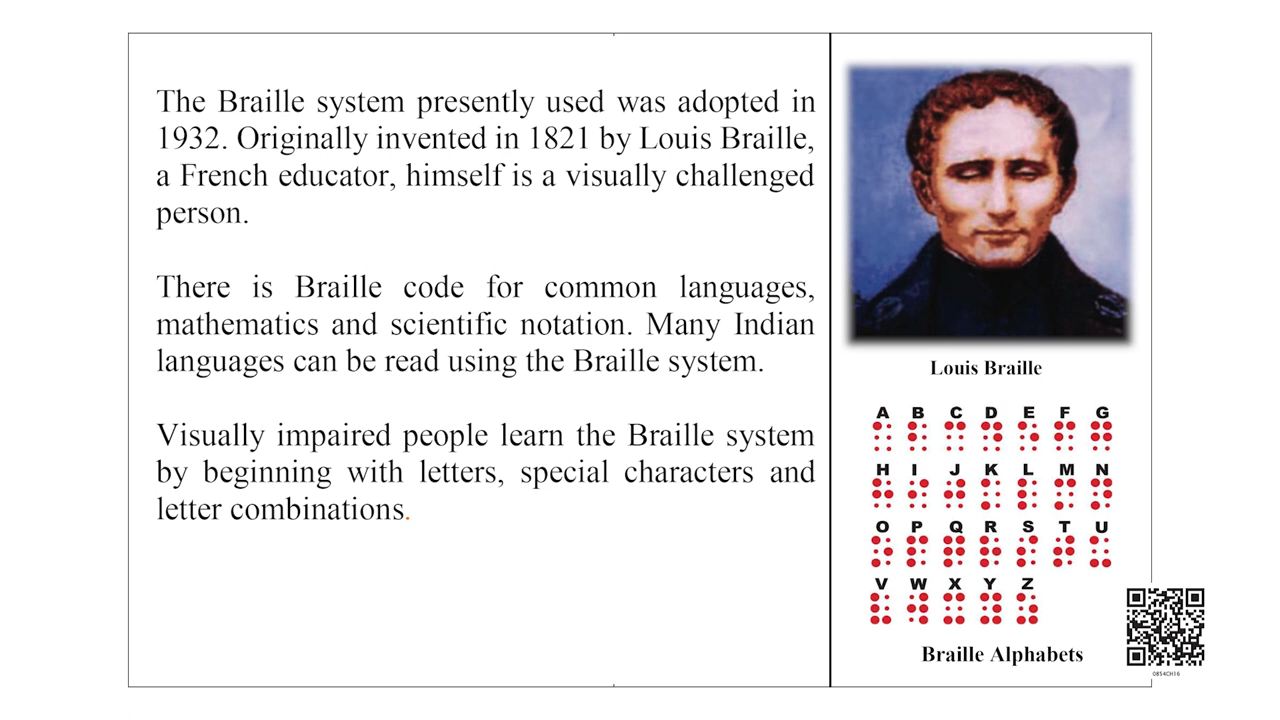 The Braille system presently used was adopted in
1932. Originally invented in 1821 by Louis Braille,
a French educator, himself is a visually challenged
person.
There is Braille code for common languages,
mathematics and scientific notation. Many Indian
languages can be read using the Braille system.
Visually impaired people learn the Braille system
by beginning with letters, special characters and
letter combinations.
Louis Braille
A B C D E F G
H I J K L M N
O P Q R S T U
V W X Y Z
Braille Alphabets
0854CH16